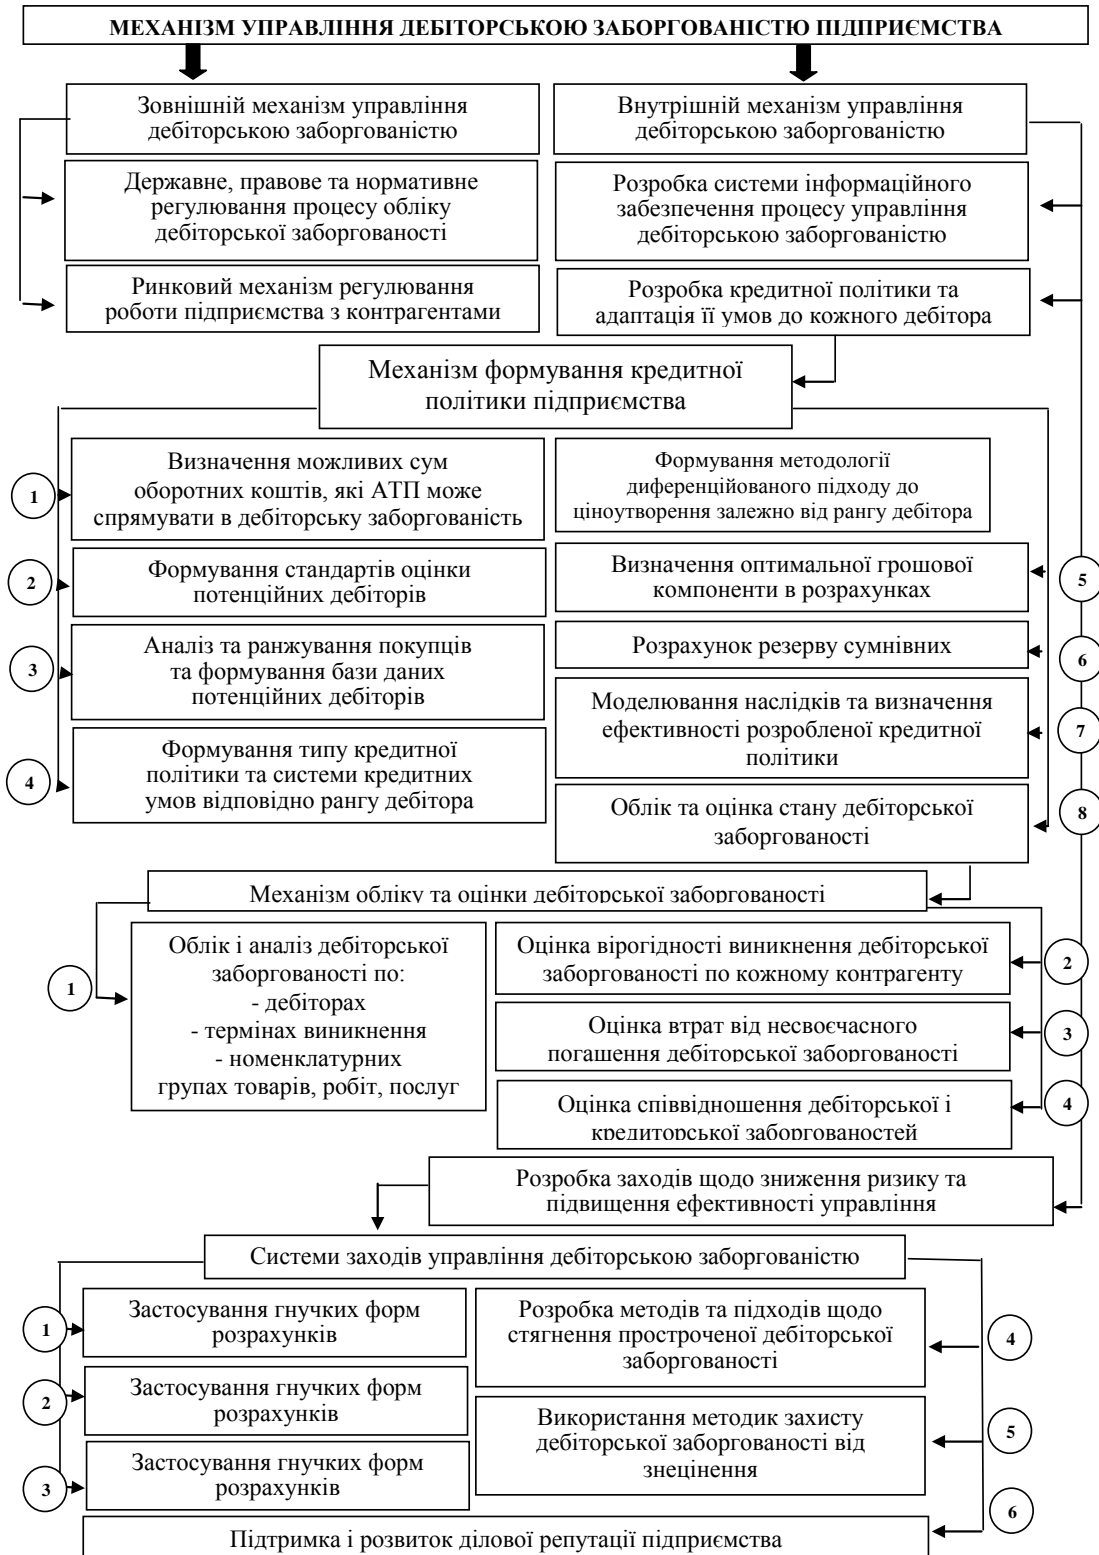 МЕХАНІЗМ УПРАВЛІННЯ ДЕБІТОРСЬКОЮ ЗАБОРГОВАНІСТЮ ПІДПРИЄМСТВА
Зовнішній механізм управління
дебіторською заборгованістю
Внутрішній механізм управління
дебіторською заборгованістю
Державне, правове та нормативне
регулювання процесу обліку
дебіторської заборгованості
Розробка системи інформаційного
забезпечення процесу управління
дебіторською заборгованістю
Ринковий механізм регулювання
роботи підприємства з контрагентами
Розробка кредитної політики та
адаптація її умов до кожного дебітора
Механізм формування кредитної
політики підприємства
1
Визначення можливих сум
оборотних коштів, які АТП може
спрямувати в дебіторську заборгованість
Формування методології
диференційованого підходу до
ціноутворення залежно від рангу дебітора
2
Формування стандартів оцінки
потенційних дебіторів
Визначення оптимальної грошової
компоненти в розрахунках
5
3
Аналіз та ранжування покупців
та формування бази даних
потенційних дебіторів
Розрахунок резерву сумнівних
6
Моделювання наслідків та визначення
ефективності розробленої кредитної
політики
7
4
Формування типу кредитної
політики та системи кредитних
умов відповідно рангу дебітора
Облік та оцінка стану дебіторської
заборгованості
8
Механізм обліку та оцінки дебіторської заборгованості
1
Облік і аналіз дебіторської
заборгованості по:
- дебіторах
- термінах виникнення
- номенклатурних
групах товарів, робіт, послуг
Оцінка вірогідності виникнення дебіторської
заборгованості по кожному контрагенту
2
Оцінка втрат від несвоєчасного
погашення дебіторської заборгованості
3
Оцінка співвідношення дебіторської і
кредиторської заборгованостей
4
Розробка заходів щодо зниження ризику та
підвищення ефективності управління
Системи заходів управління дебіторською заборгованістю
1
Застосування гнучких форм
розрахунків
Розробка методів та підходів щодо
стягнення простроченої дебіторської
заборгованості
4
2
Застосування гнучких форм
розрахунків
Використання методик захисту
дебіторської заборгованості від
знецінення
5
3
Застосування гнучких форм
розрахунків
6
Підтримка і розвиток ділової репутації підприємства